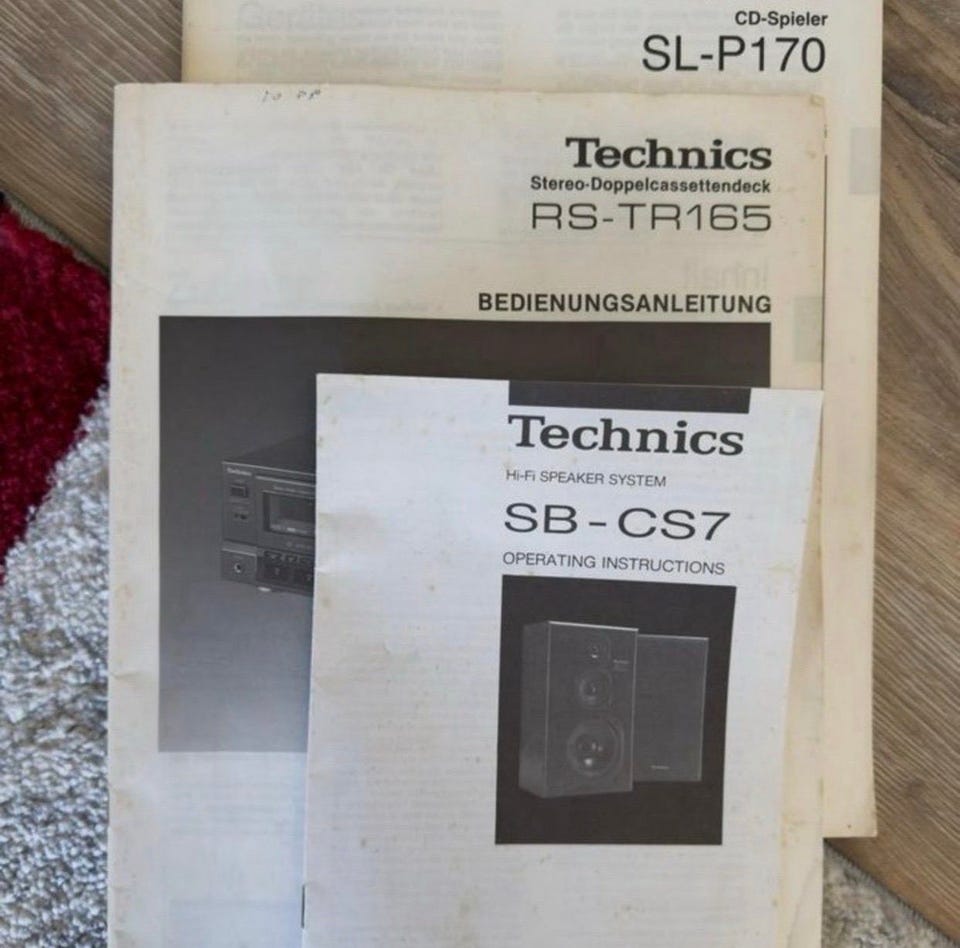 CD-Spieler
SL-P170
Technics
Stereo-Doppelcassettendeck
RS-TR165
BEDIENUNGSANLEITUNG
Technics
Technics
Hi-Fi SPEAKER SYSTEM
SB-CS7
OPERATING INSTRUCTIONS